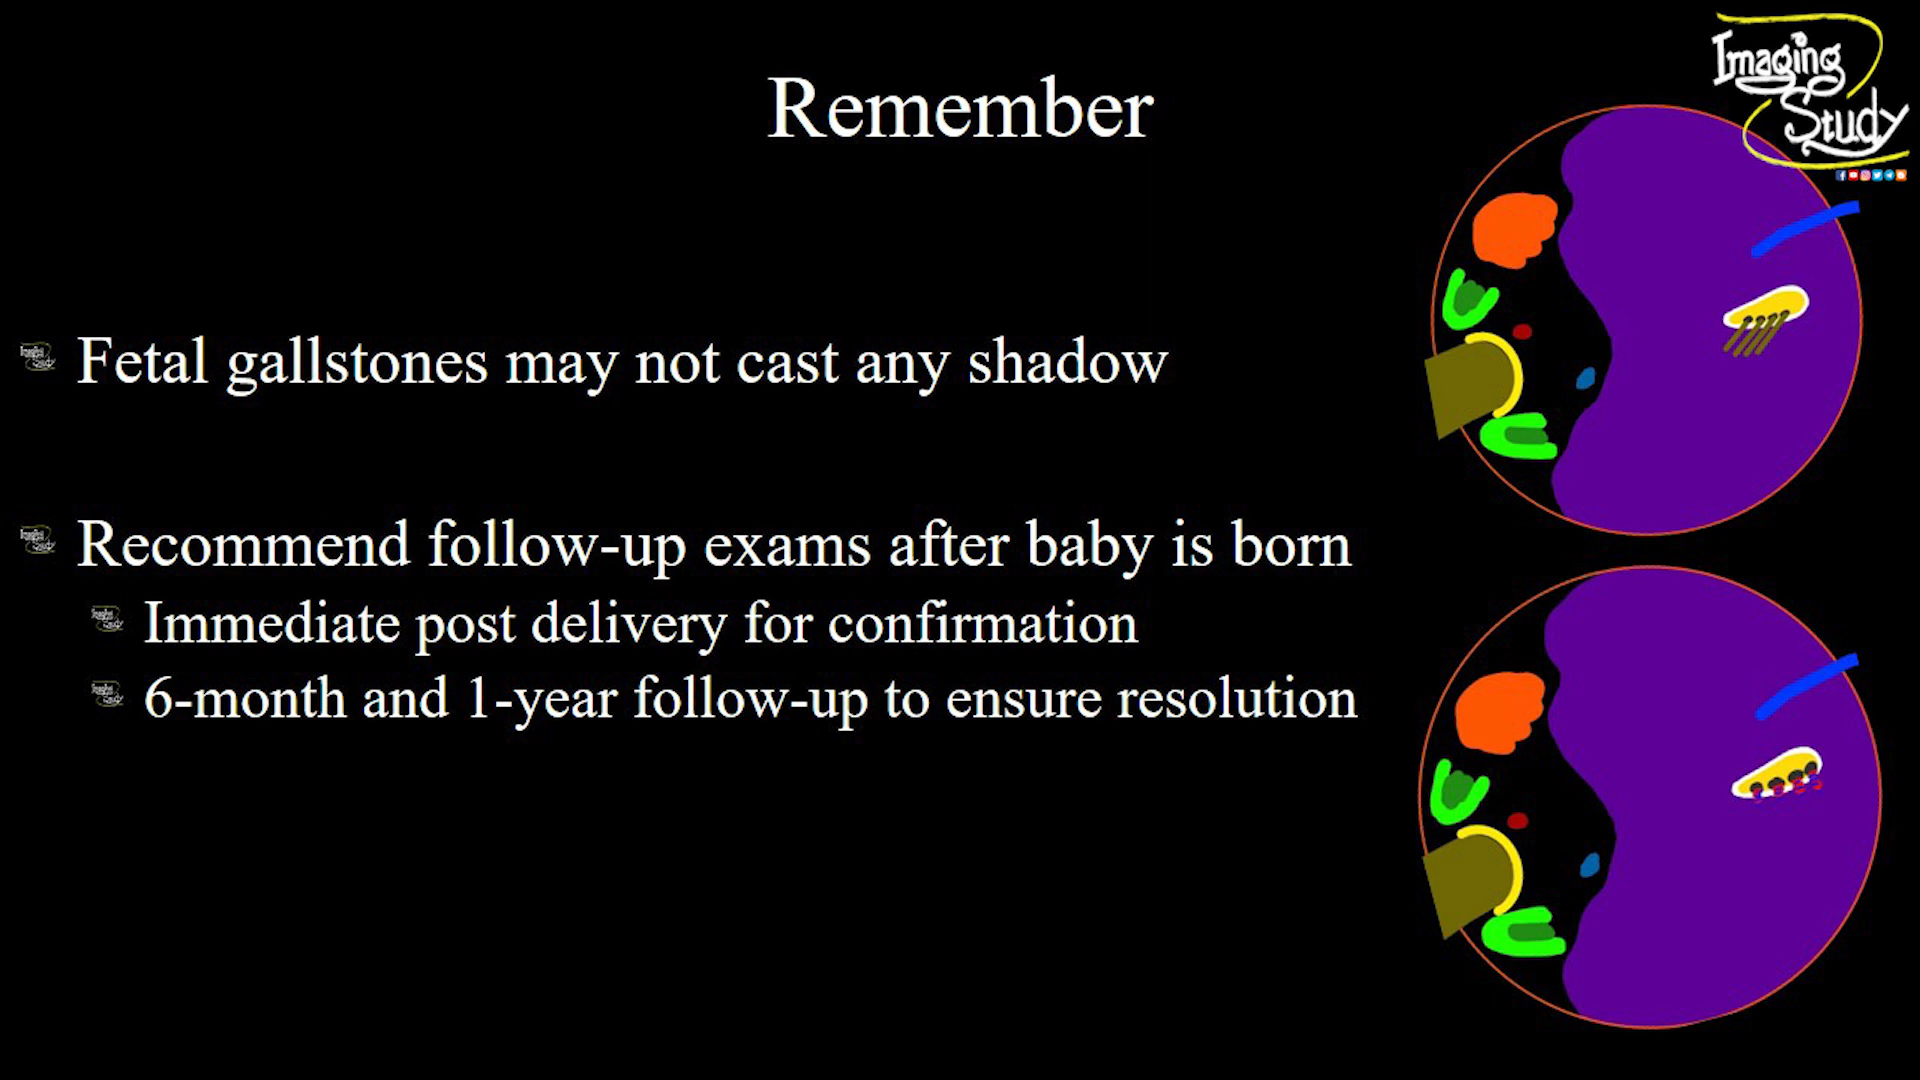 Imaging
Study
Remember
Fetal gallstones may not cast any shadow
Recommend follow-up exams after baby is born
Immediate post delivery for confirmation
6-month and 1-year follow-up to ensure resolution